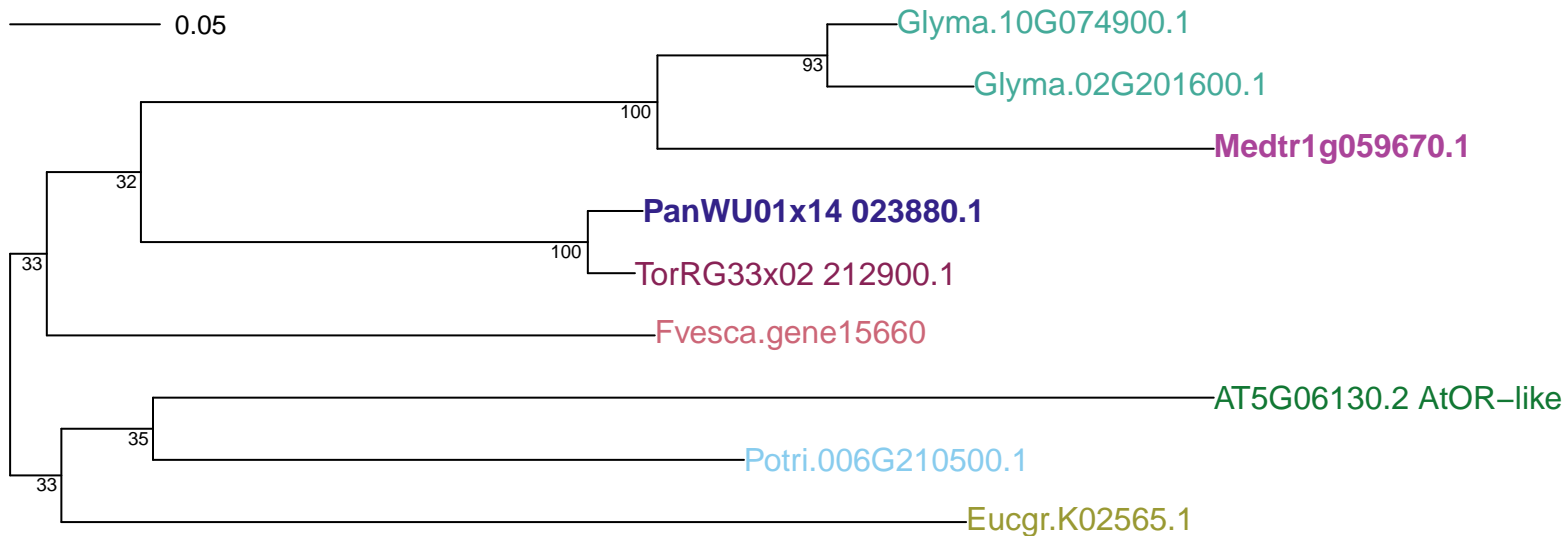 0.05
Glyma.10G074900.1
93
Glyma.02G201600.1
100
Medtr1g059670.1
32
PanWU01x14 023880.1
100
TorRG33x02 212900.1
33
Fvesca.gene15660
AT5G06130.2 AtOR−like
35
Potri.006G210500.1
33
Eucgr.K02565.1